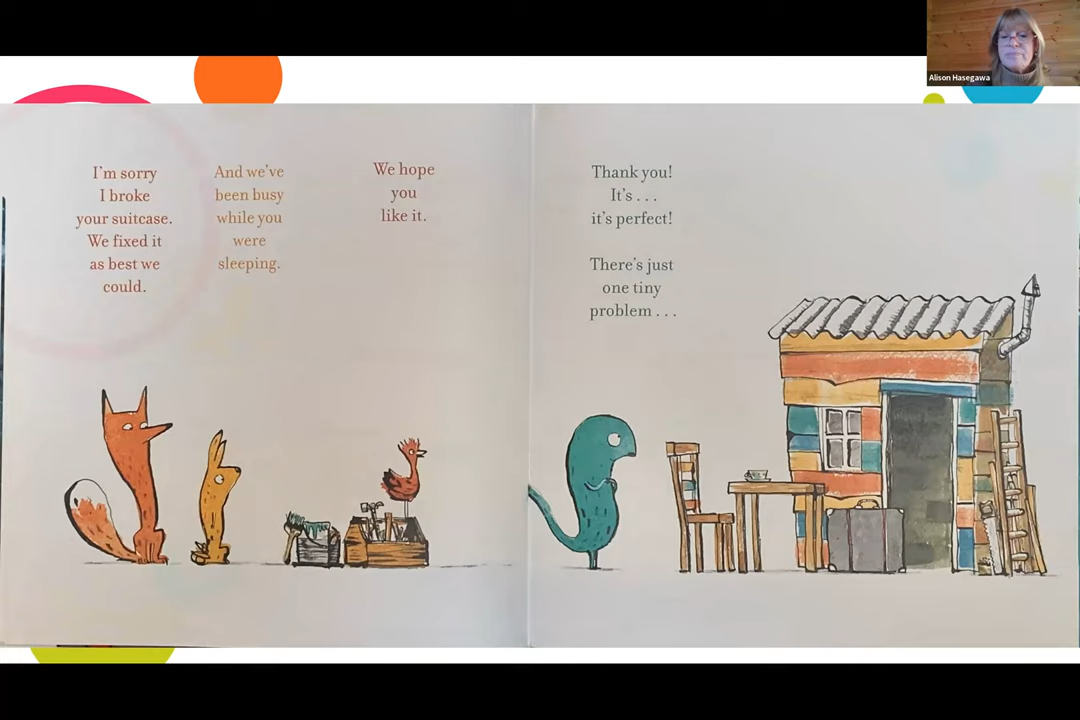 Alison Hasegawa
I'm sorry
I broke
your suitcase.
We fixed it
as best we
could.
And we've
been busy
while you
were
sleeping.
We hope
you
like it.
Thank you!
It's . . .
it's perfect!
There's just
one tiny
problem . . .